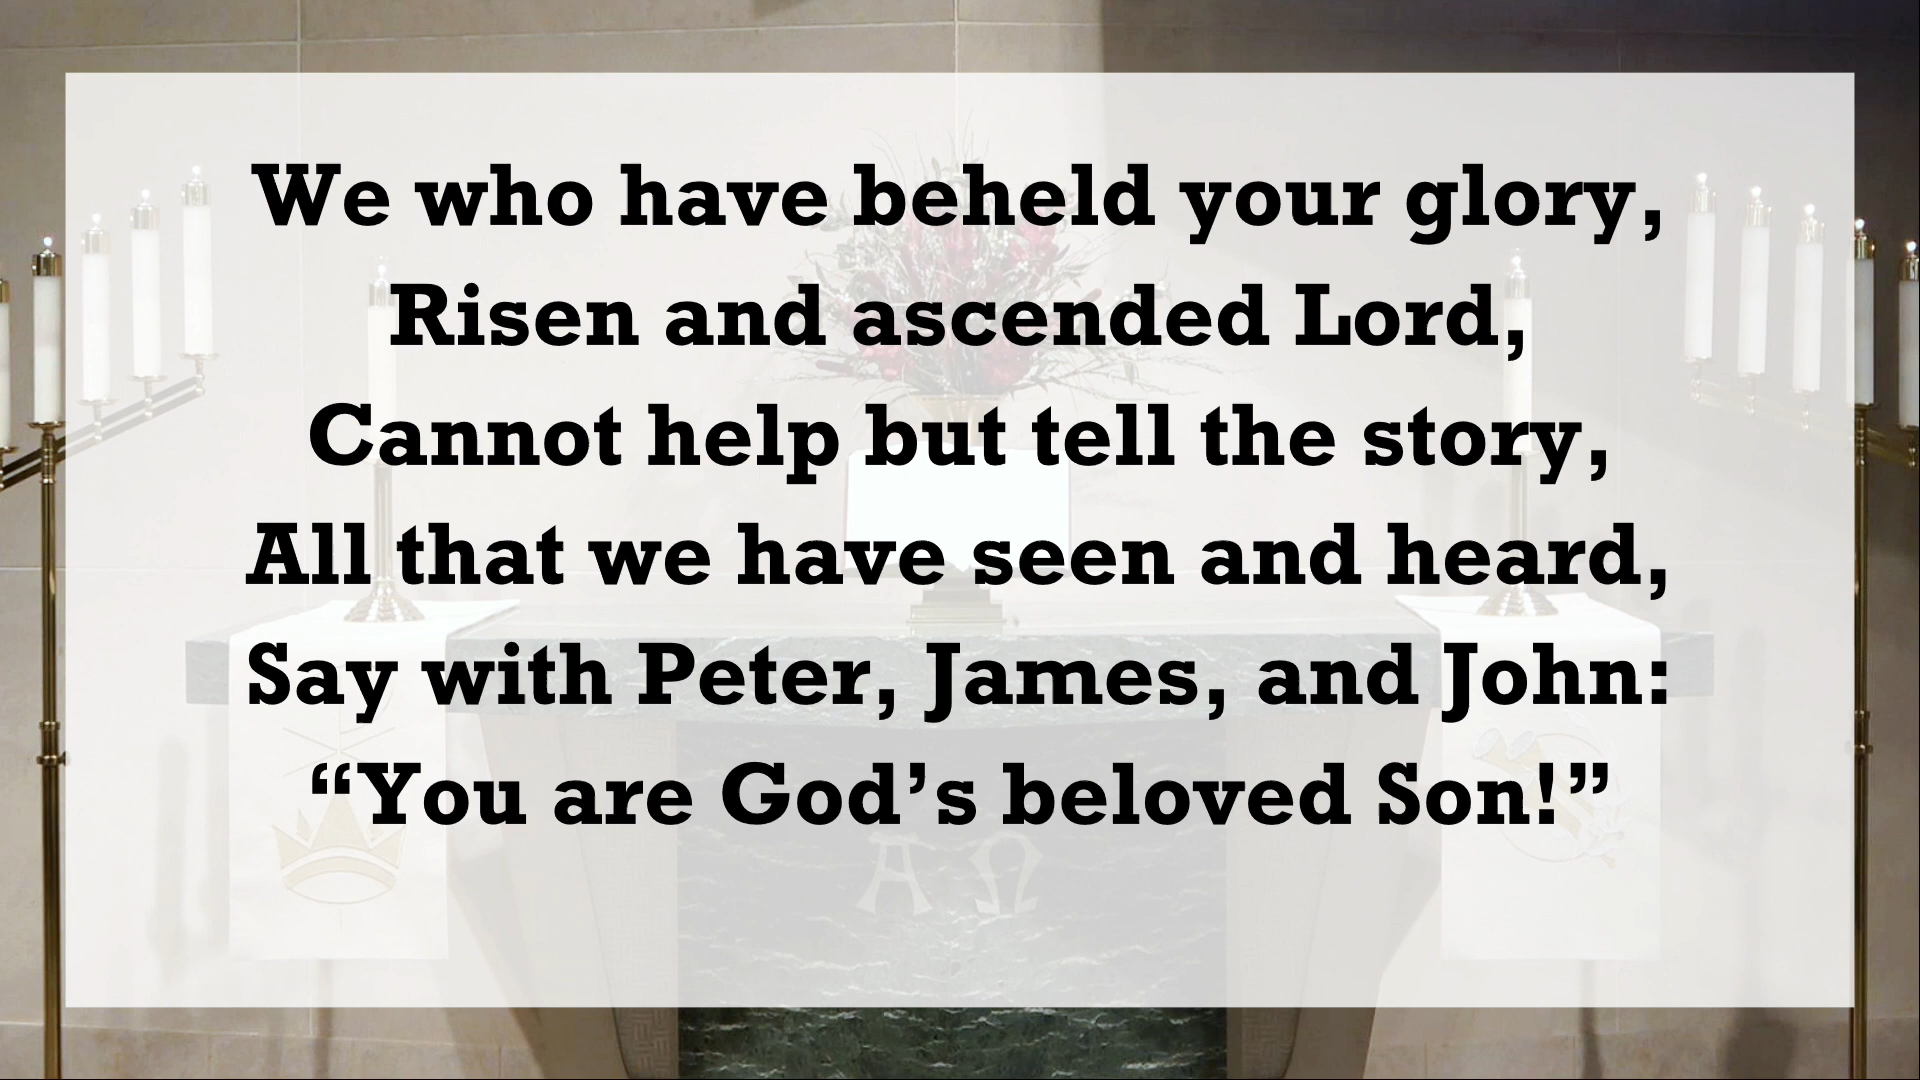 We who have beheld your glory,
Risen and ascended Lord,
Cannot help but tell the story,
All that we have seen and heard,
Say with Peter, James, and John:
“You are God’s beloved Son!”
Α Ω